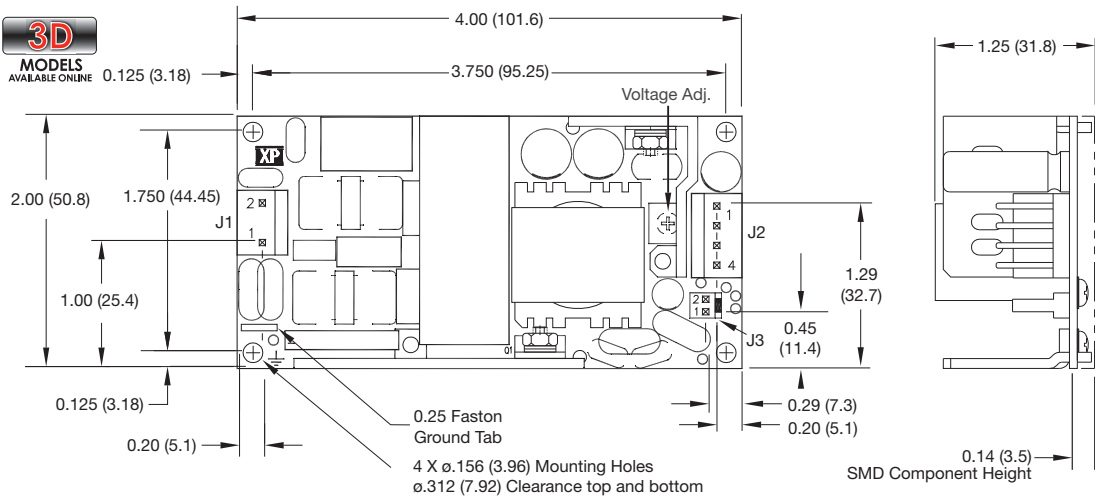 3D
MODELS
AVAILABLE ONLINE
4.00 (101.6)
1.25 (31.8)
0.125 (3.18)
3.750 (95.25)
Voltage Adj.
XP
2.00 (50.8)
1.750 (44.45)
J1
2
1
1
4
J2
1.00 (25.4)
1.29
(32.7)
2
1
J3
0.45
(11.4)
Q1
0.125 (3.18)
0.29 (7.3)
0.20 (5.1)
0.25 Faston
Ground Tab
0.20 (5.1)
4 X ø.156 (3.96) Mounting Holes
ø.312 (7.92) Clearance top and bottom
0.14 (3.5)
SMD Component Height